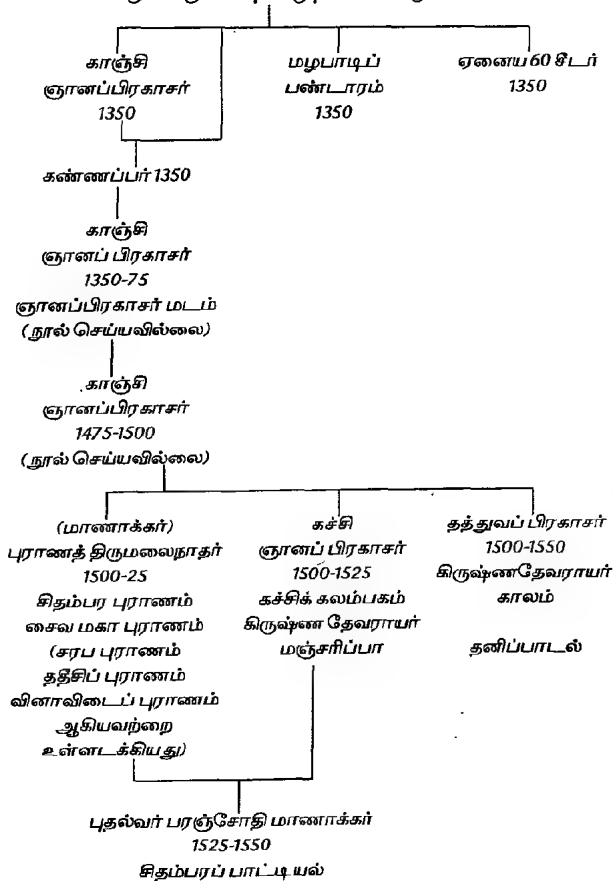 காஞ்சி
ஞானப்பிரகாசர்
1350
மழபாடிப்
பண்டாரம்
1350
ஏனைய 60 சீடர்
1350
கண்ணப்பர் 1350
காஞ்சி
ஞானப் பிரகாசர்
1350-75
ஞானப்பிரகாசர் மடம்
(நூல் செய்யவில்லை)
காஞ்சி
ஞானப்பிரகாசர்
1475-1500
(நூல் செய்யவில்லை)
(மாணாக்கர்)
புராணத் திருமலைநாதர்
1500-25
சிதம்பர புராணம்
சைவ மகா புராணம்
(சரப புராணம்
ததீசிப் புராணம்
வினாவிடைப் புராணம்
ஆகியவற்றை
உள்ளடக்கியது)
கச்சி
ஞானப் பிரகாசர்
1500-1525
கச்சிக் கலம்பகம்
கிருஷ்ண தேவராயர்
மஞ்சரிப்பா
தத்துவப் பிரகாசர்
1500-1550
கிருஷ்ணதேவராயர்
காலம்
தனிப்பாடல்
புதல்வர் பரஞ்சோதி மாணாக்கர்
1525-1550
சிதம்பரப் பாட்டியல்